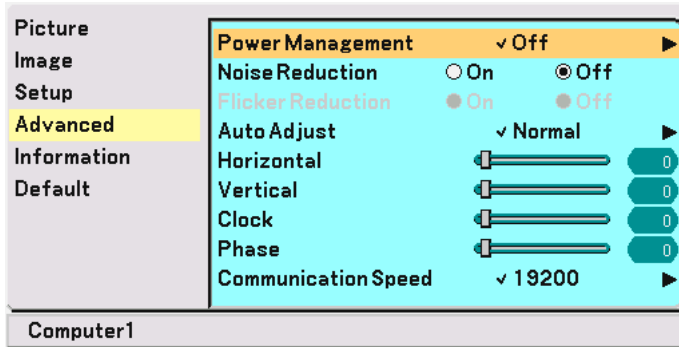 Picture
Image
Setup
Advanced
Information
Default
Power Management ✓ Off ▶
Noise Reduction On Off
Flicker Reduction On Off
Auto Adjust ✓ Normal ▶
Horizontal 0
Vertical 0
Clock 0
Phase 0
Communication Speed ✓ 19200 ▶
Computer1